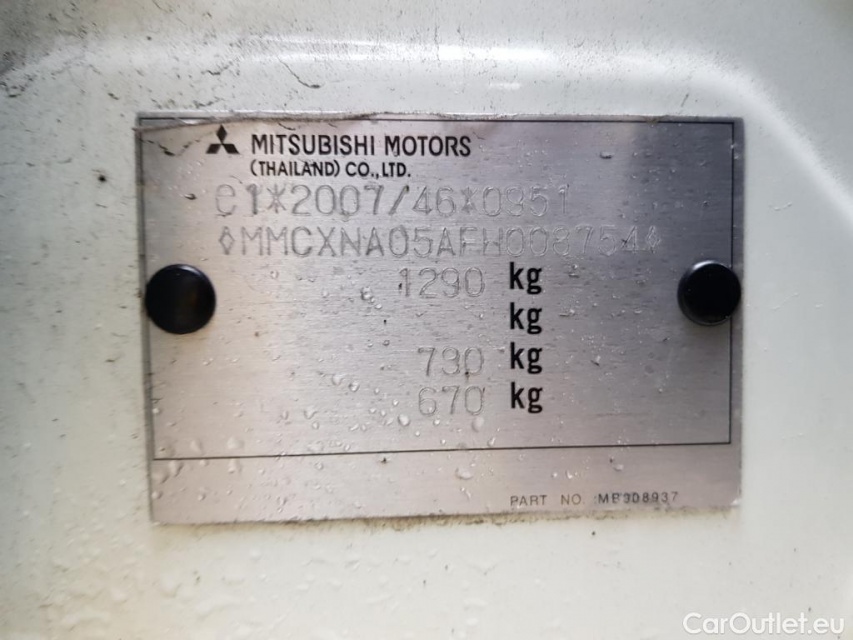 MITSUBISHI MOTORS
(THAILAND) CO.,LTD.
e1*2007/46*0351
◊MMCXNA05AFH008754◊
1290 kg
kg
790 kg
670 kg
PART NO. MB308937
CarOutlet.eu